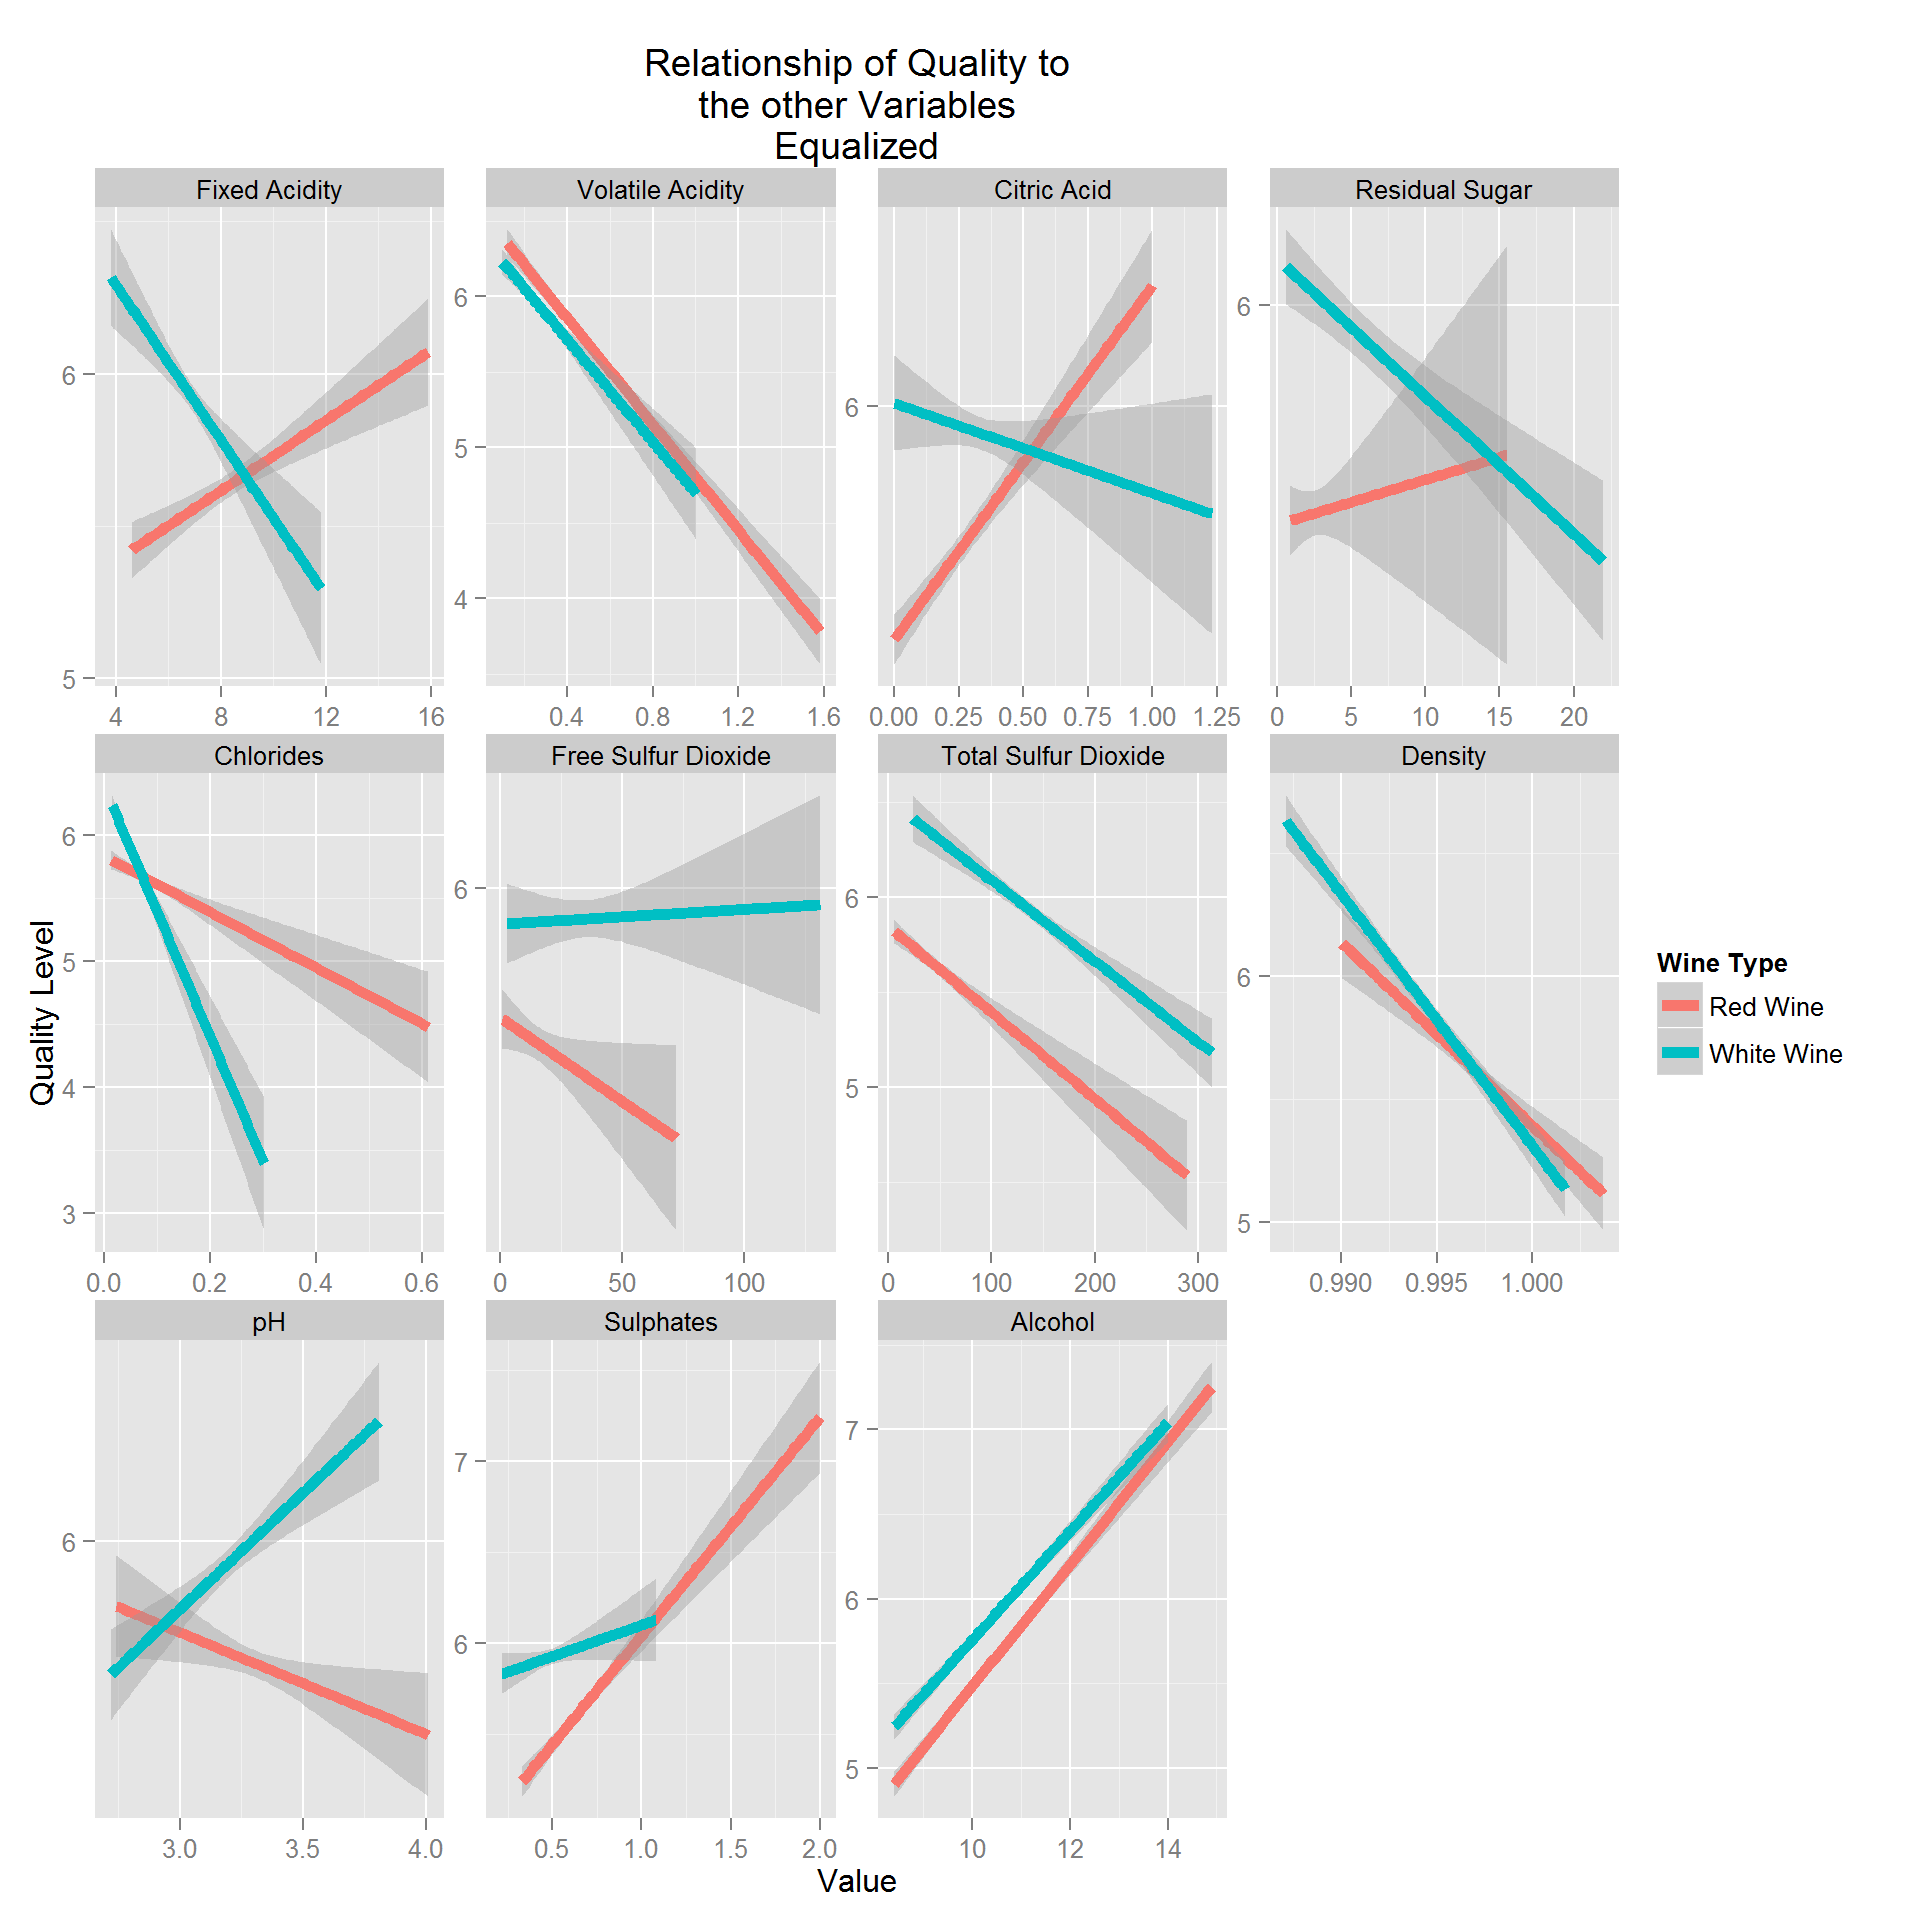 Relationship of Quality to
the other Variables
Equalized
Fixed Acidity
Volatile Acidity
Citric Acid
Residual Sugar
6
5
4 8 12 16
6
5
4
0.4 0.8 1.2 1.6
6
0.00 0.25 0.50 0.75 1.00 1.25
6
0 5 10 15 20
Chlorides
Free Sulfur Dioxide
Total Sulfur Dioxide
Density
6
5
4
3
0.0 0.2 0.4 0.6
6
0 50 100
6
5
0 100 200 300
6
5
0.990 0.995 1.000
pH
Sulphates
Alcohol
6
3.0 3.5 4.0
7
6
0.5 1.0 1.5 2.0
7
6
5
10 12 14
Quality Level
Value
Wine Type
Red Wine
White Wine